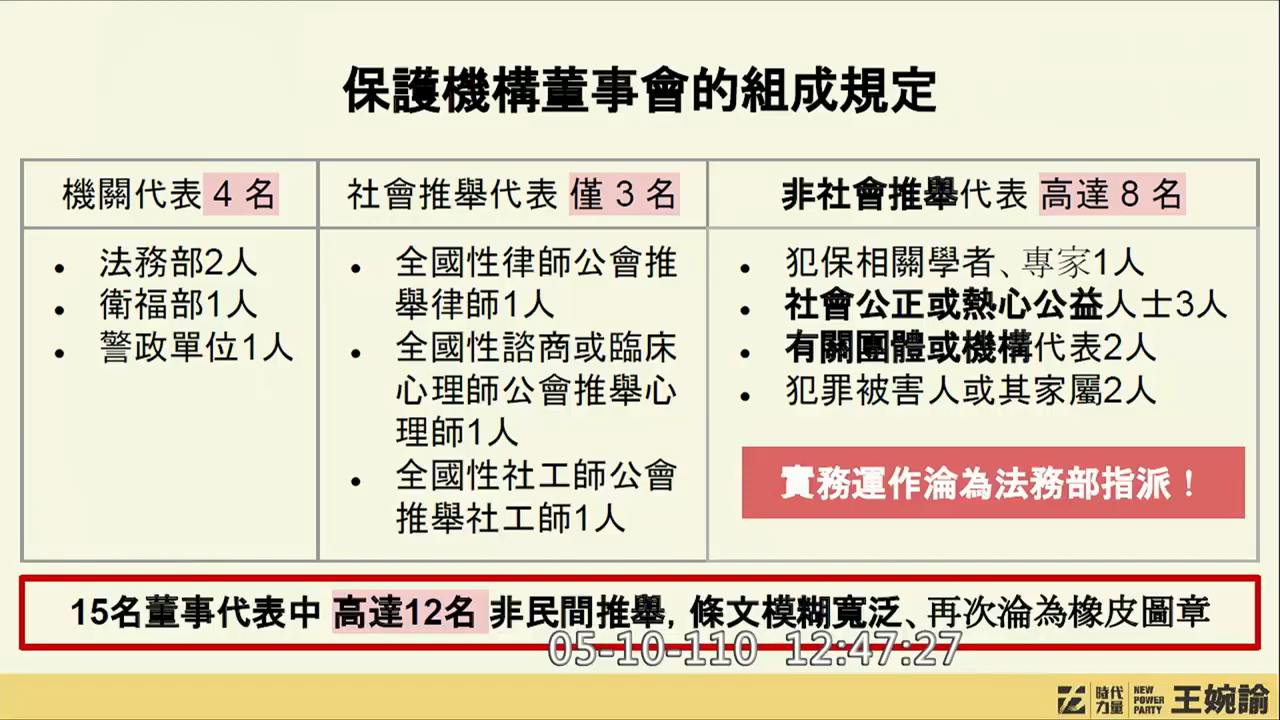 保護機構董事會的組成規定
機關代表 4 名
社會推舉代表 僅 3 名
非社會推舉代表 高達 8 名
• 法務部2人
• 衛福部1人
• 警政單位1人
• 全國性律師公會推
舉律師1人
• 全國性諮商或臨床
心理師公會推舉心
理師1人
• 全國性社工師公會
推舉社工師1人
• 犯保相關學者、專家1人
• 社會公正或熱心公益人士3人
• 有關團體或機構代表2人
• 犯罪被害人或其家屬2人
實務運作淪為法務部指派！
15名董事代表中 高達12名 非民間推舉，條文模糊寬泛、再次淪為橡皮圖章
05-10-110 12:47:27
時代
力量
NEW
POWER
PARTY
王婉諭